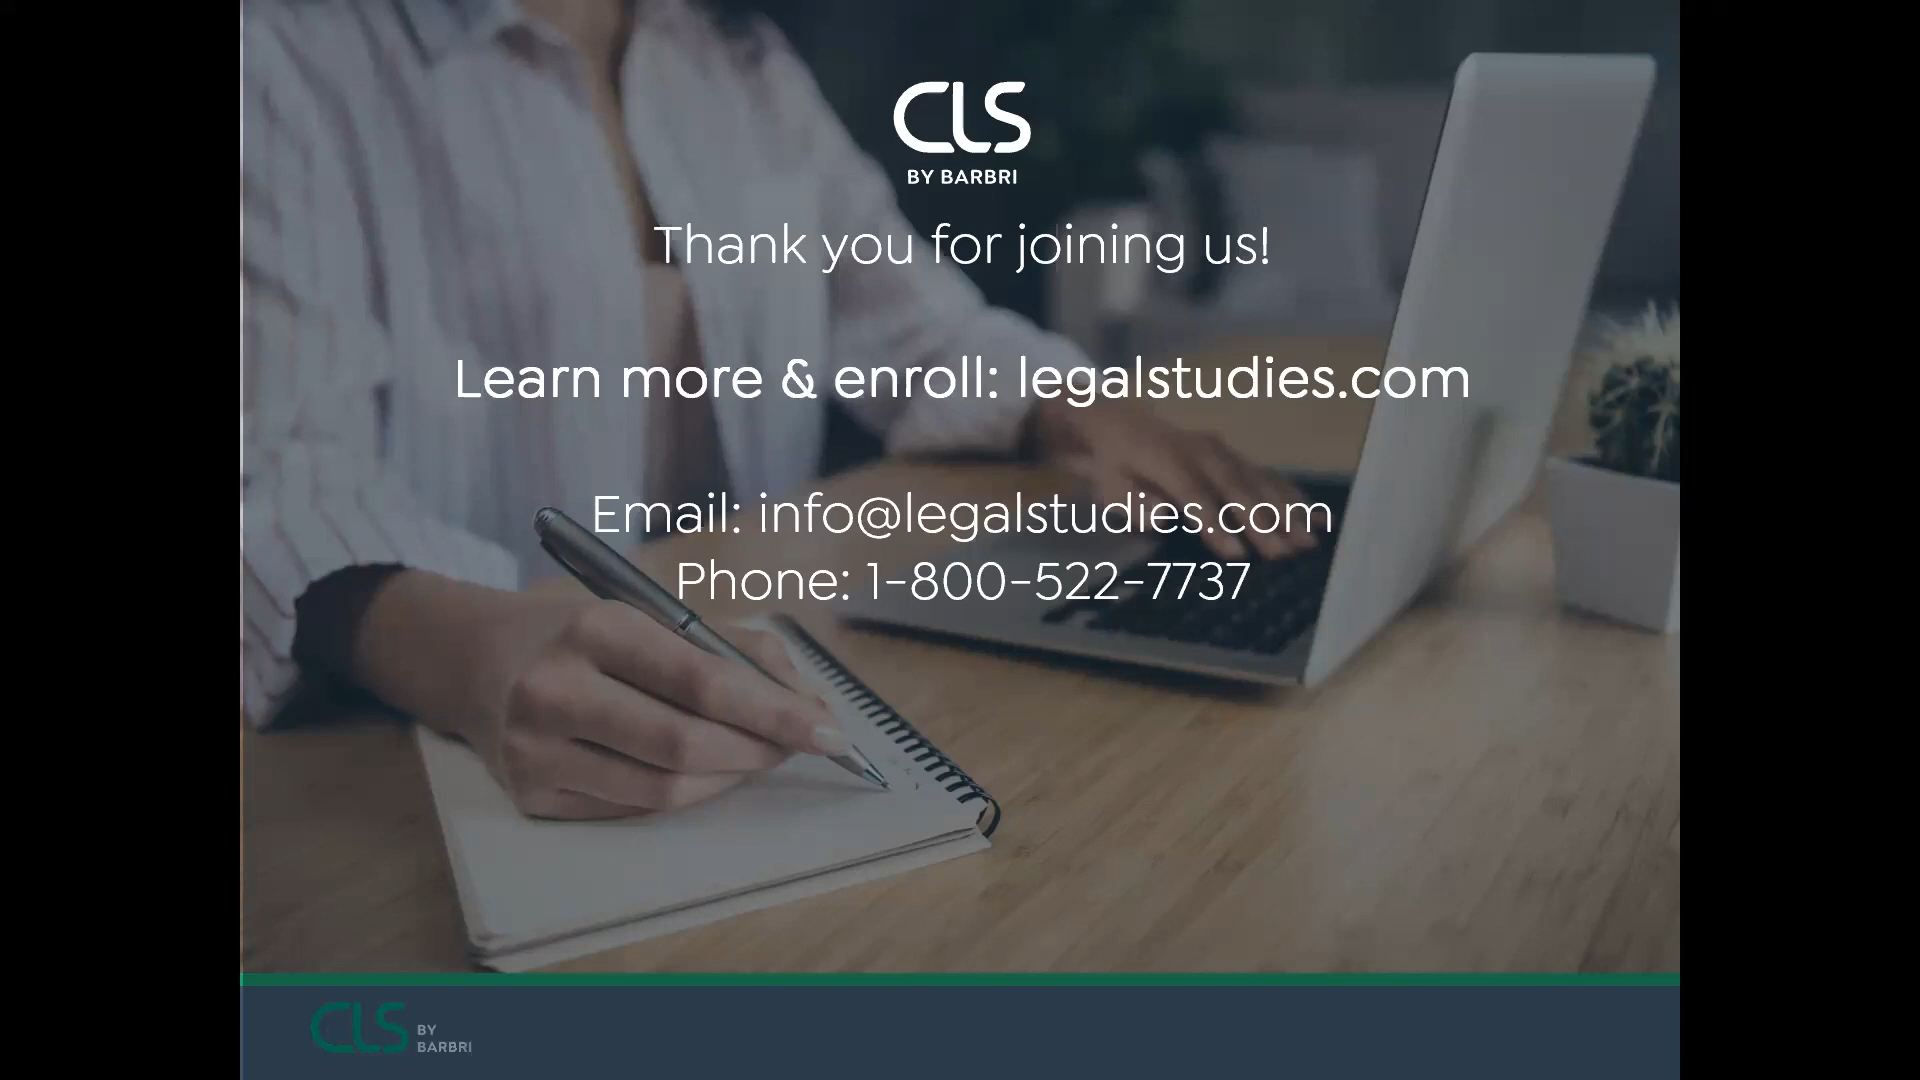 CLS
BY BARBRI
Thank you for joining us!
Learn more & enroll: legalstudies.com
Email: info@legalstudies.com
Phone: 1-800-522-7737
CLS BY
BARBRI